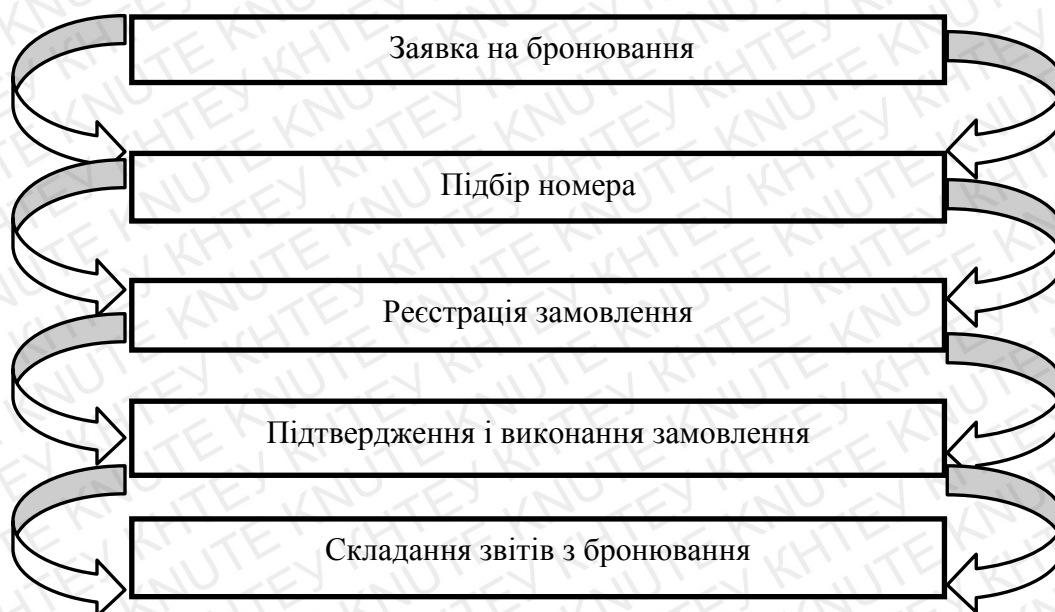 Заявка на бронювання
Підбір номера
Реєстрація замовлення
Підтвердження і виконання замовлення
Складання звітів з бронювання